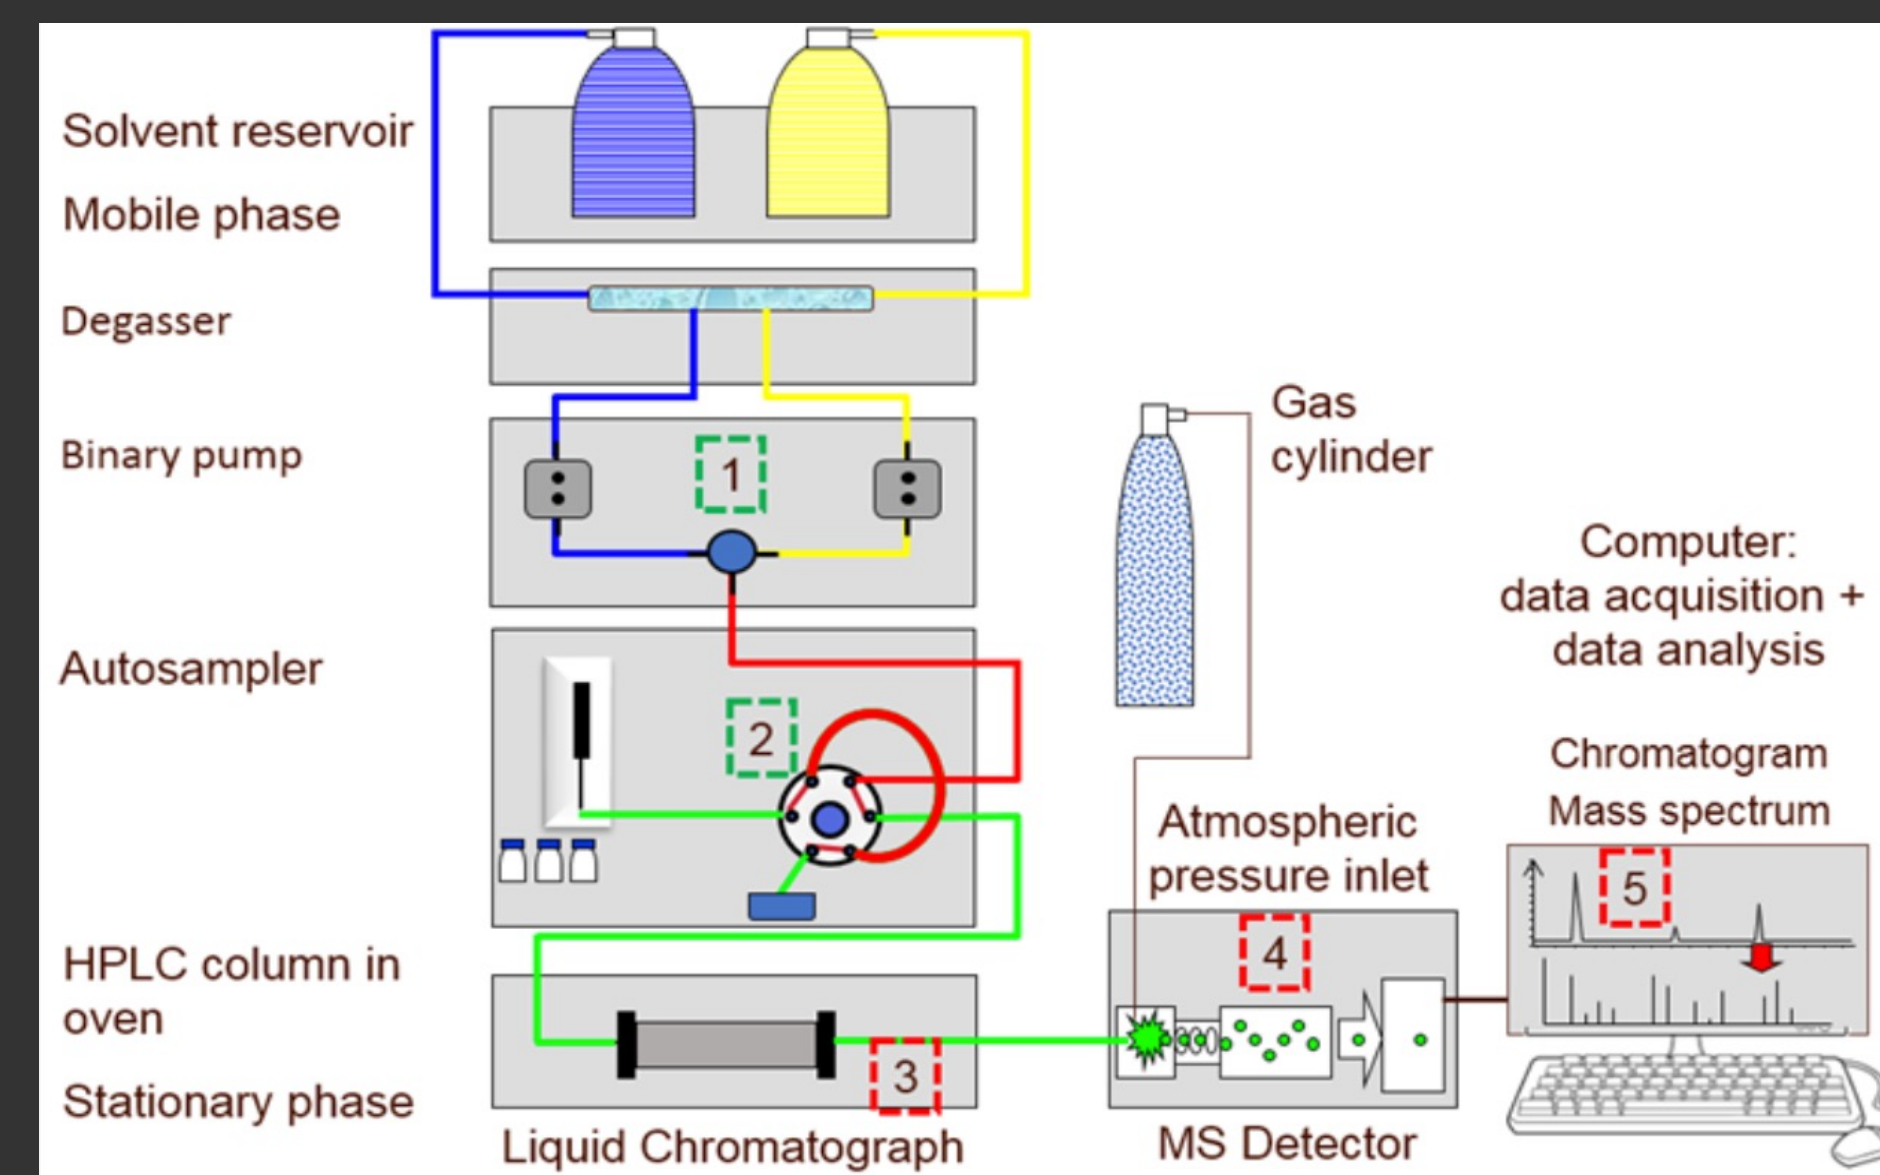 Solvent reservoir
Mobile phase
Degasser
Binary pump
1
Autosampler
2
HPLC column in
oven
Stationary phase
3
Liquid Chromatograph
Gas
cylinder
Atmospheric
pressure inlet
4
MS Detector
Computer:
data acquisition +
data analysis
Chromatogram
Mass spectrum
5